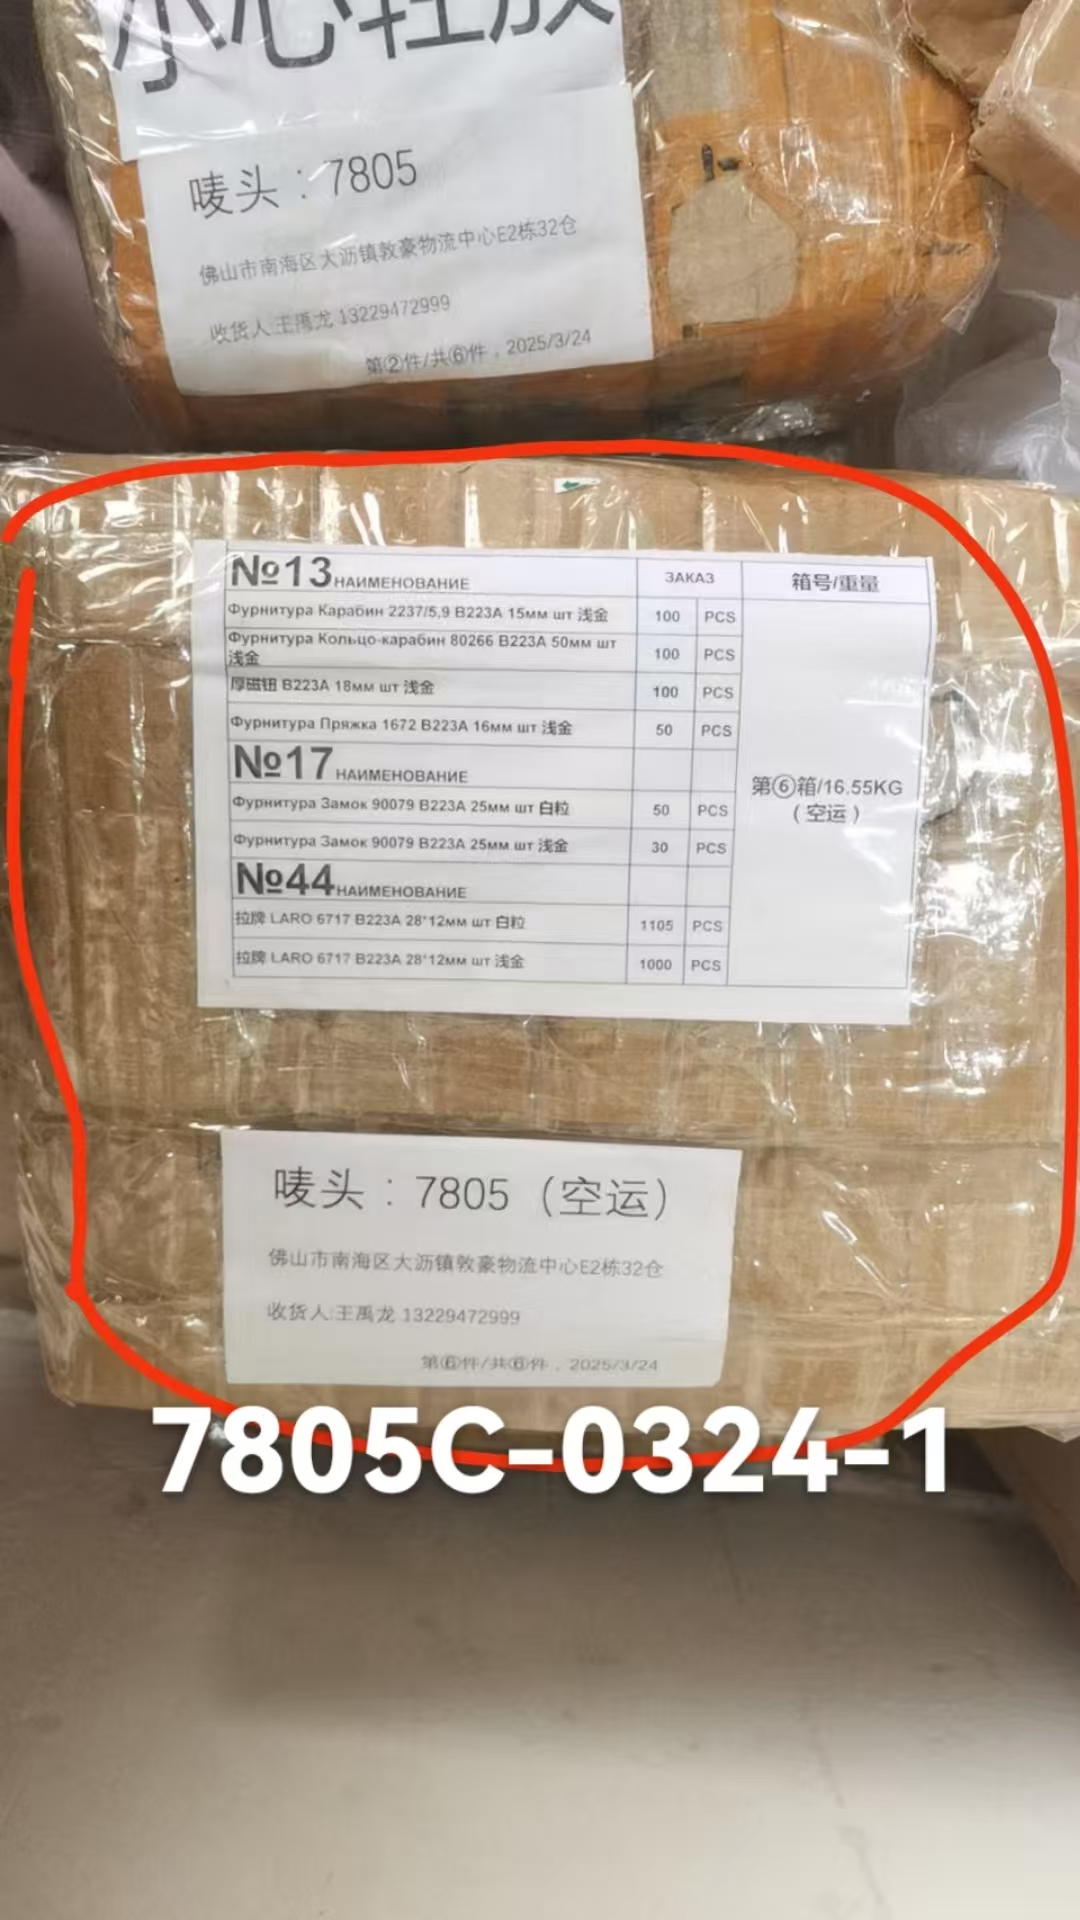 小心轻放
唛头：7805
佛山市南海区大沥镇敦豪物流中心E2栋32仓
收货人:王禹龙 13229472999
第②件/共⑥件，2025/3/24
№13 НАИМЕНОВАНИЕ ЗАКАЗ 箱号/重量
Фурнитура Карабин 2237/5,9 B223A 15мм шт 浅金 100 PCS
Фурнитура Кольцо-карабин 80266 B223A 50мм шт
浅金 100 PCS
厚磁钮 B223A 18мм шт 浅金 100 PCS
Фурнитура Пряжка 1672 B223A 16мм шт 浅金 50 PCS
№17 НАИМЕНОВАНИЕ
第⑥箱/16.55KG
（空运）
Фурнитура Замок 90079 B223A 25мм шт 白粒 50 PCS
Фурнитура Замок 90079 B223A 25мм шт 浅金 30 PCS
№44 НАИМЕНОВАНИЕ
拉牌 LARO 6717 B223A 28*12мм шт 白粒 1105 PCS
拉牌 LARO 6717 B223A 28*12мм шт 浅金 1000 PCS
唛头：7805（空运）
佛山市南海区大沥镇敦豪物流中心E2栋32仓
收货人:王禹龙 13229472999
第⑥件/共⑥件，2025/3/24
7805C-0324-1